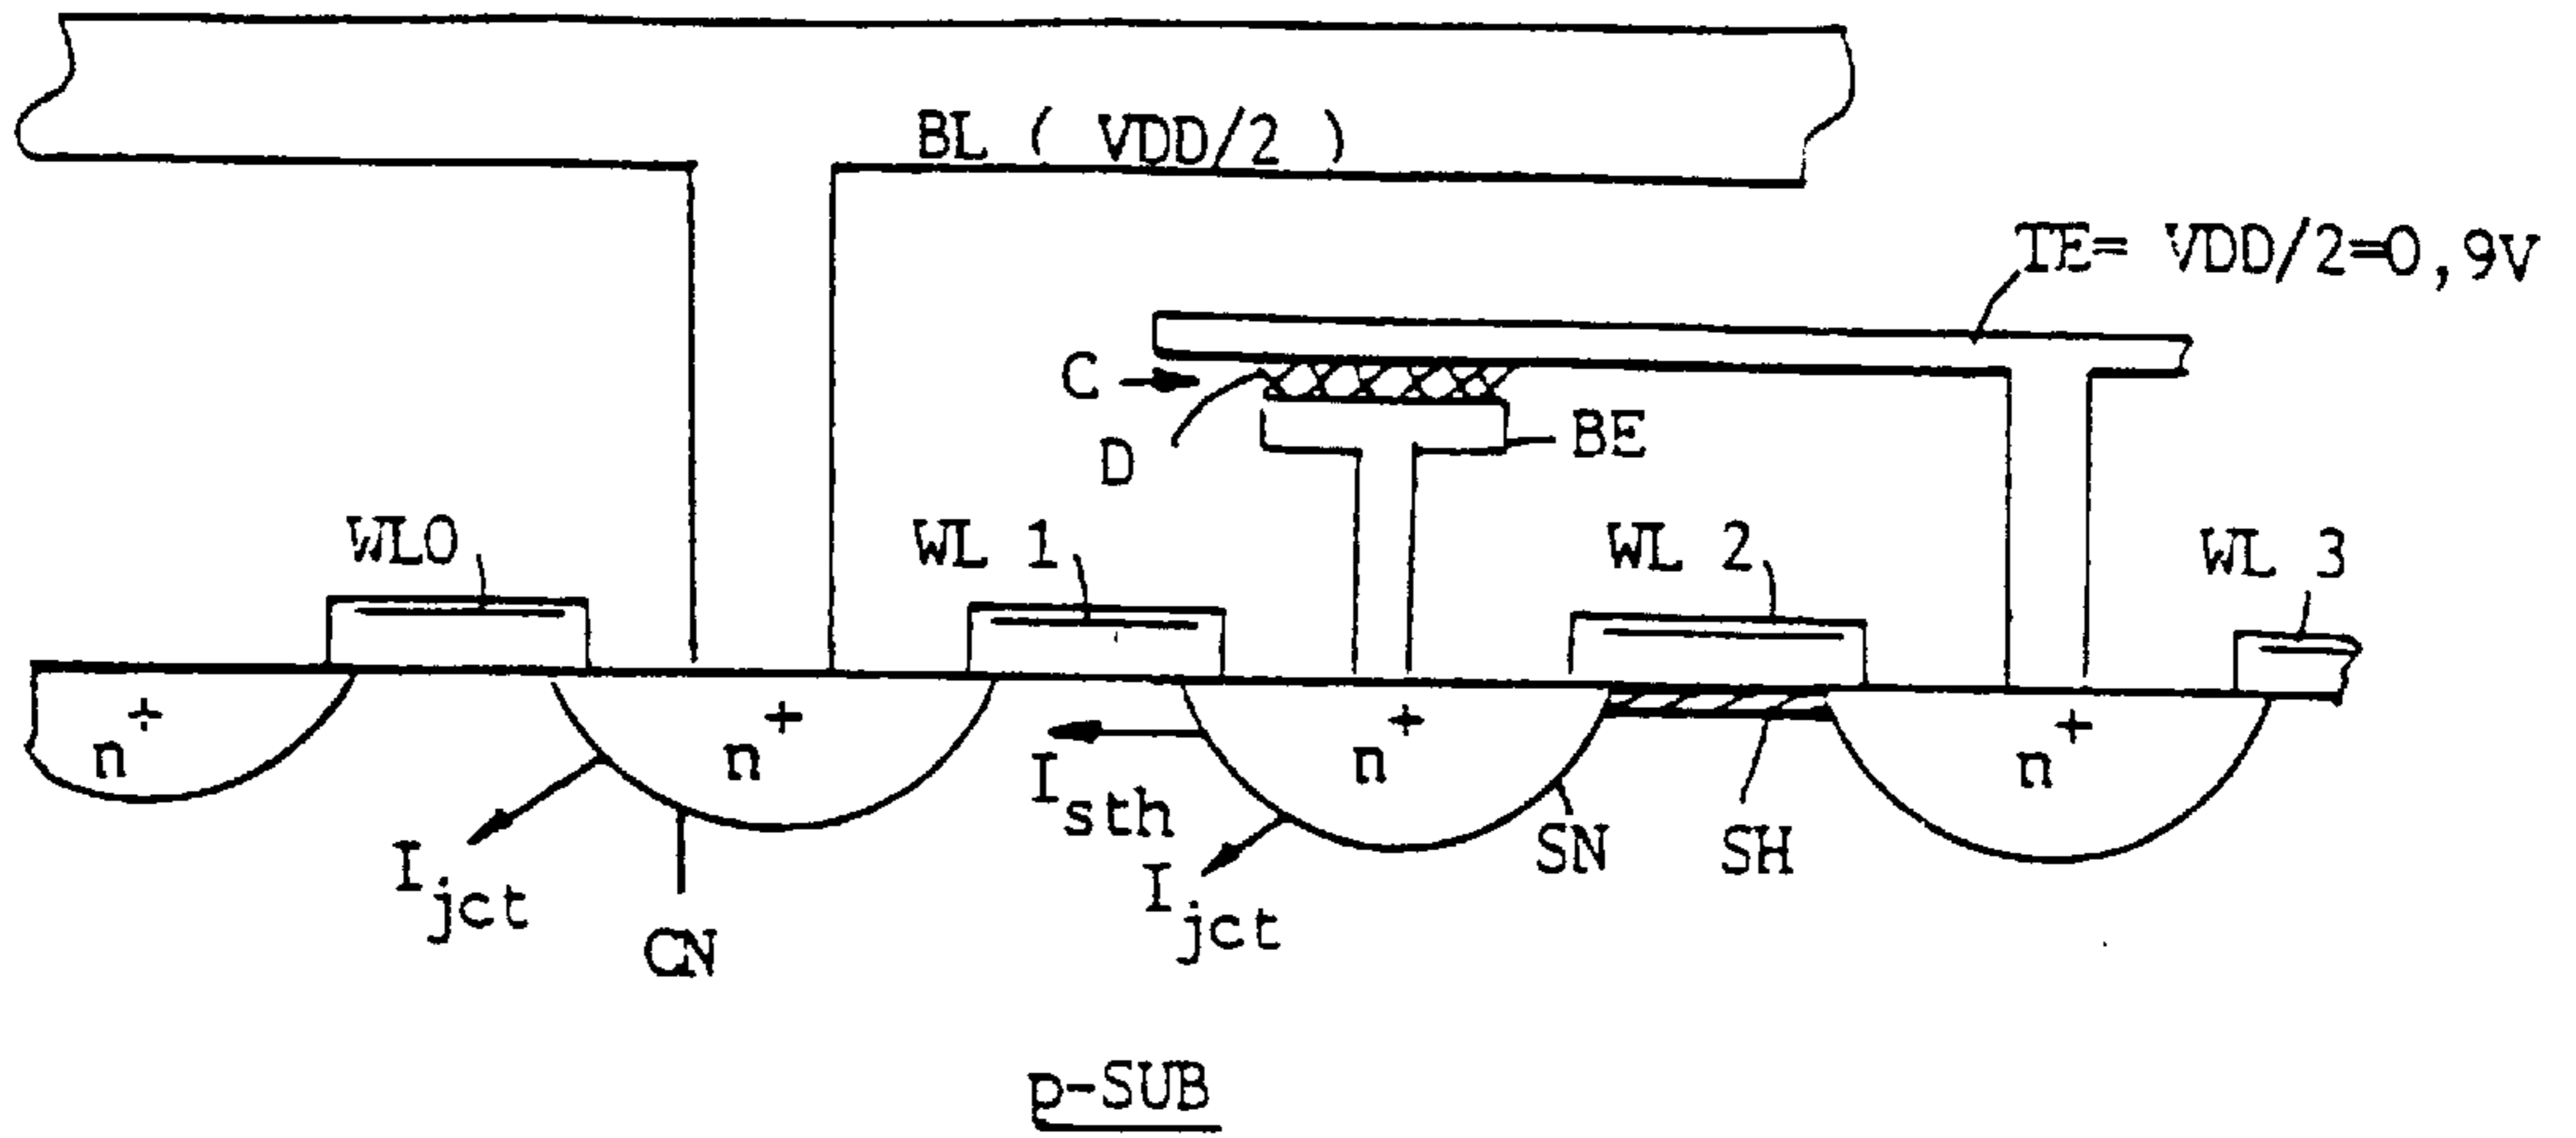 BL ( VDD/2 )
TE= VDD/2=0,9V
C
D
BE
WL0
WL 1
WL 2
WL 3
n+
n+
n+
n+
Isth
Ijct
Ijct
SN
SH
CN
p-SUB